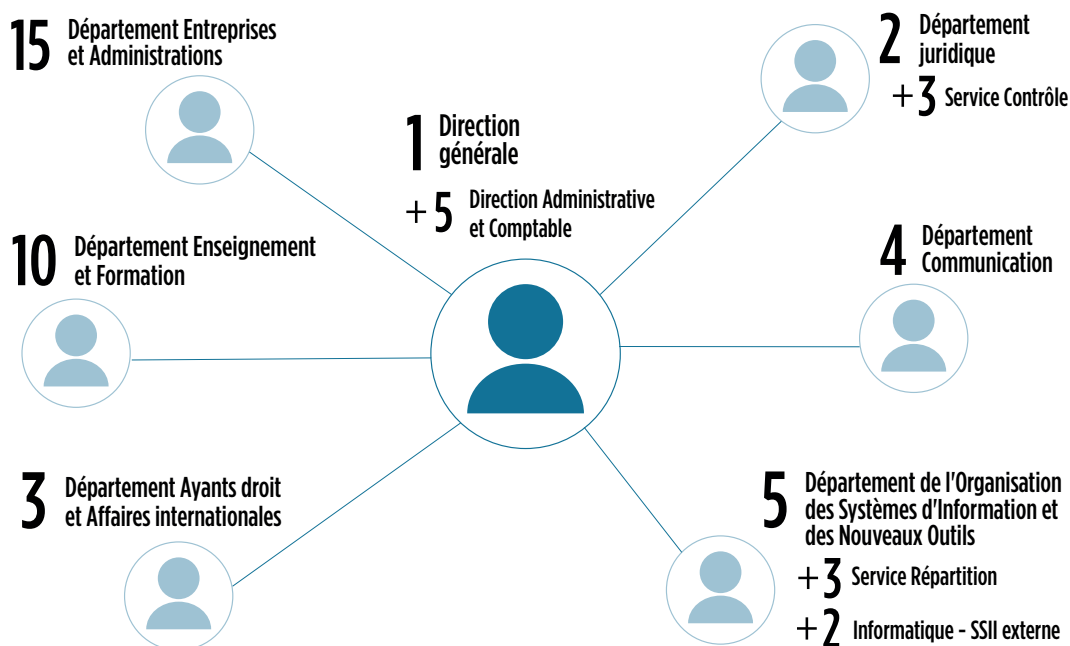 15 Département Entreprises
et Administrations
2 Département
juridique
+3 Service Contrôle
1 Direction
générale
+5 Direction Administrative
et Comptable
10 Département Enseignement
et Formation
4 Département
Communication
3 Département Ayants droit
et Affaires internationales
5 Département de l'Organisation
des Systèmes d'Information et
des Nouveaux Outils
+3 Service Répartition
+2 Informatique - SSII externe